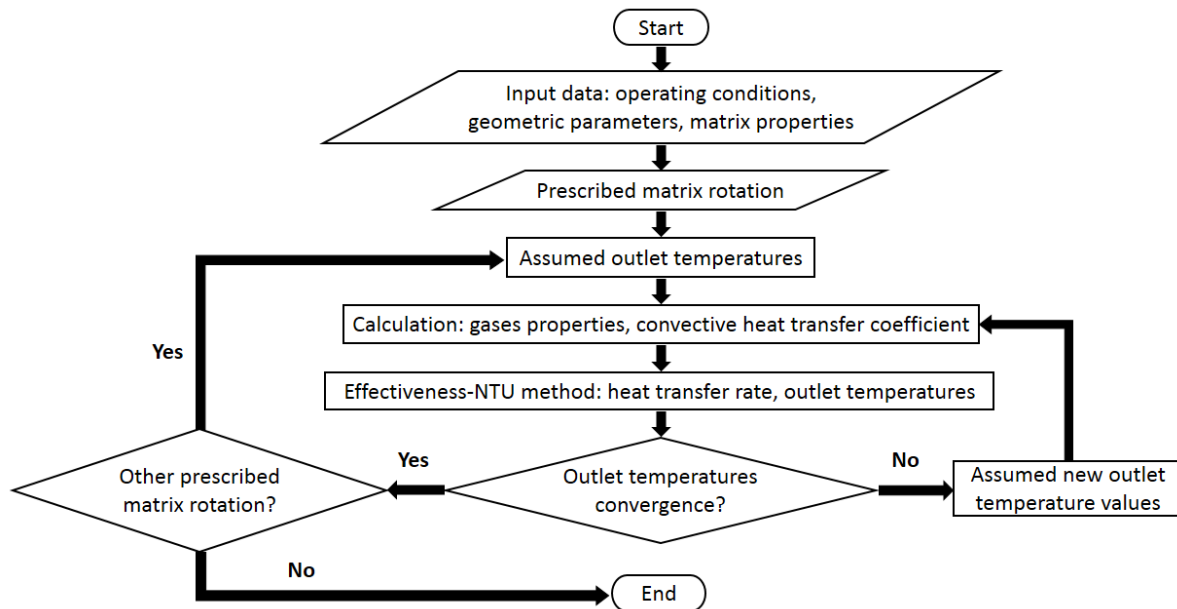 Start
Input data: operating conditions,
geometric parameters, matrix properties
Prescribed matrix rotation
Assumed outlet temperatures
Calculation: gases properties, convective heat transfer coefficient
Yes
Effectiveness-NTU method: heat transfer rate, outlet temperatures
Other prescribed
matrix rotation?
Yes
Outlet temperatures
convergence?
No
Assumed new outlet
temperature values
No
End